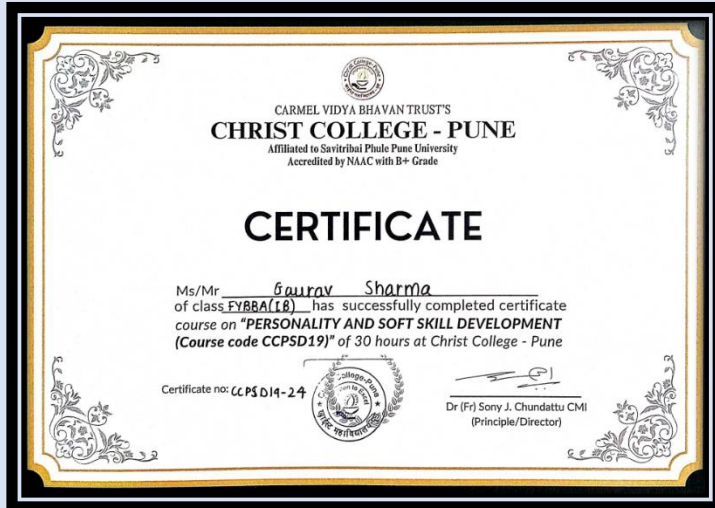 CARMEL VIDYA BHAVAN TRUST'S
CHRIST COLLEGE - PUNE
Affiliated to Savitribai Phule Pune University
Accredited by NAAC with B+ Grade
CERTIFICATE
Ms/Mr Gaurav Sharma
of class FYBBA(IB) has successfully completed certificate
course on "PERSONALITY AND SOFT SKILL DEVELOPMENT
(Course code CCPSD19)" of 30 hours at Christ College - Pune
Certificate no: CCPSD19-24
Dr (Fr) Sony J. Chundattu CMI
(Principle/Director)